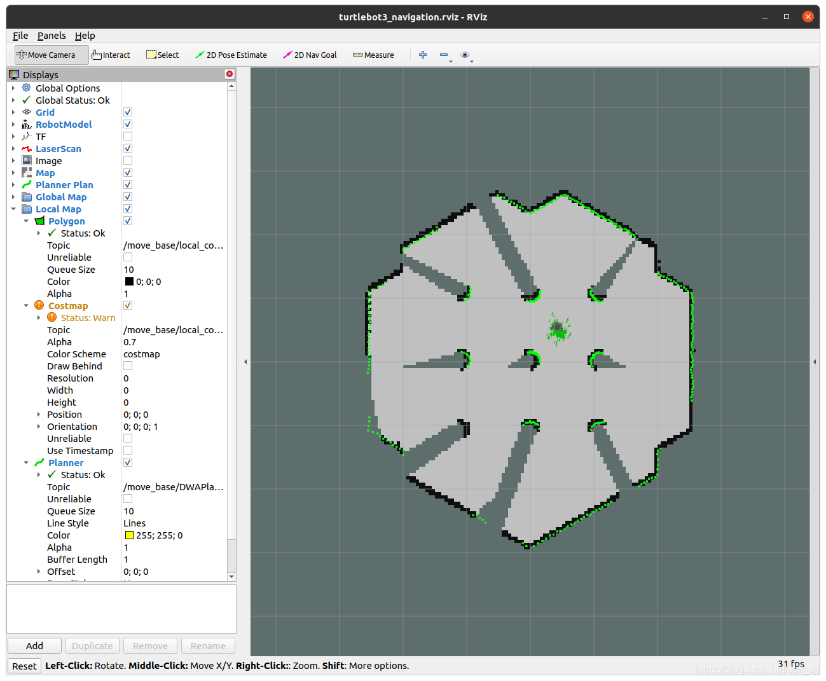 turtlebot3_navigation.rviz - RViz
File Panels Help
Move Camera Interact Select 2D Pose Estimate 2D Nav Goal Measure
Displays
Global Options
Global Status: Ok
Grid
RobotModel
TF
LaserScan
Image
Map
Planner Plan
Global Map
Local Map
Polygon
Status: Ok
Topic /move_base/local_co...
Unreliable
Queue Size 10
Color 0; 0; 0
Alpha 1
Costmap
Status: Warn
Topic /move_base/local_co...
Alpha 0.7
Color Scheme costmap
Draw Behind
Resolution 0
Width 0
Height 0
Position 0; 0; 0
Orientation 0; 0; 0; 1
Unreliable
Use Timestamp
Planner
Status: Ok
Topic /move_base/DWAPla...
Unreliable
Queue Size 10
Line Style Lines
Color 255; 255; 0
Alpha 1
Buffer Length 1
Offset 0; 0; 0
Add Duplicate Remove Rename
Reset Left-Click: Rotate. Middle-Click: Move X/Y. Right-Click:: Zoom. Shift: More options. 31 fps